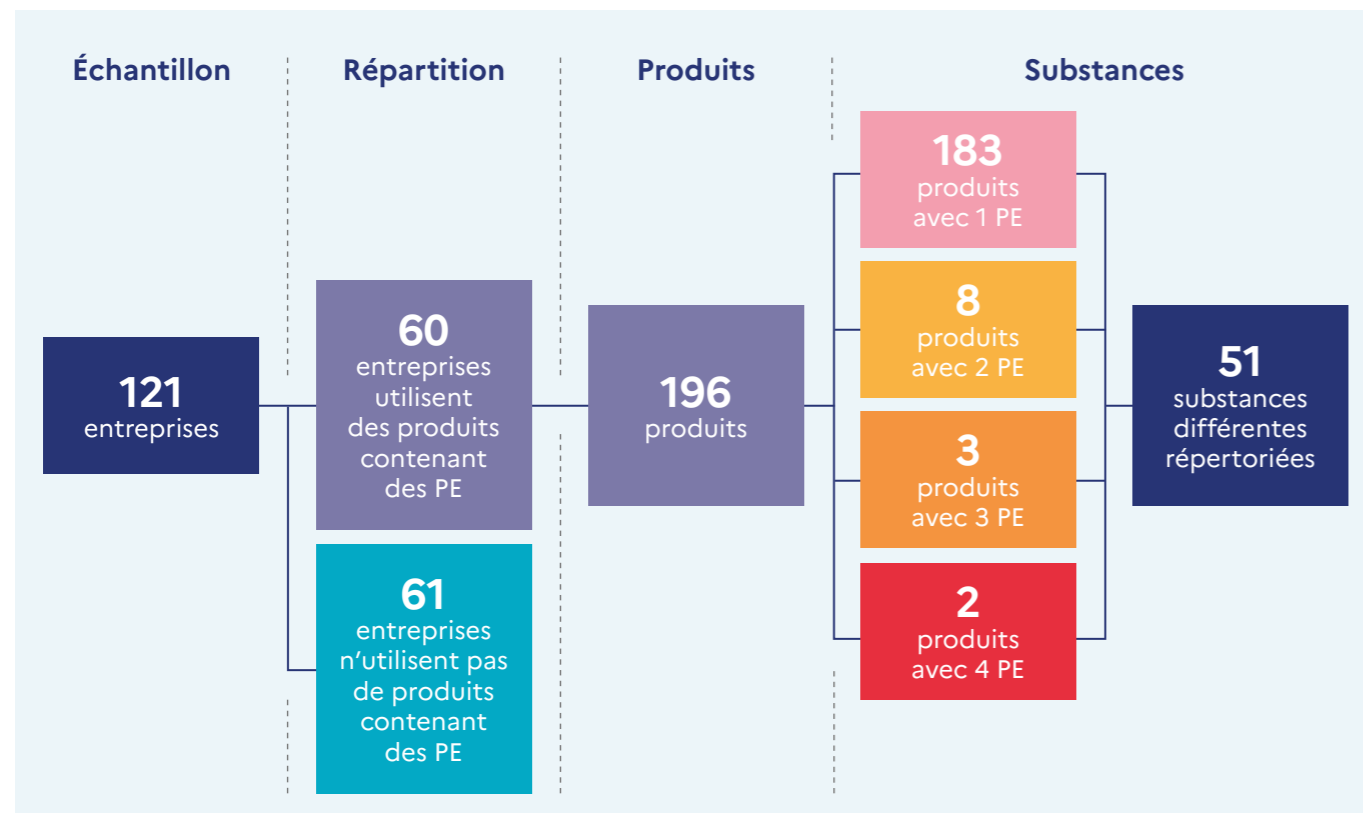 Échantillon
Répartition
Produits
Substances
121
entreprises
60
entreprises
utilisent
des produits
contenant
des PE
61
entreprises
n'utilisent pas
de produits
contenant
des PE
196
produits
183
produits
avec 1 PE
8
produits
avec 2 PE
3
produits
avec 3 PE
2
produits
avec 4 PE
51
substances
différentes
répertoriées